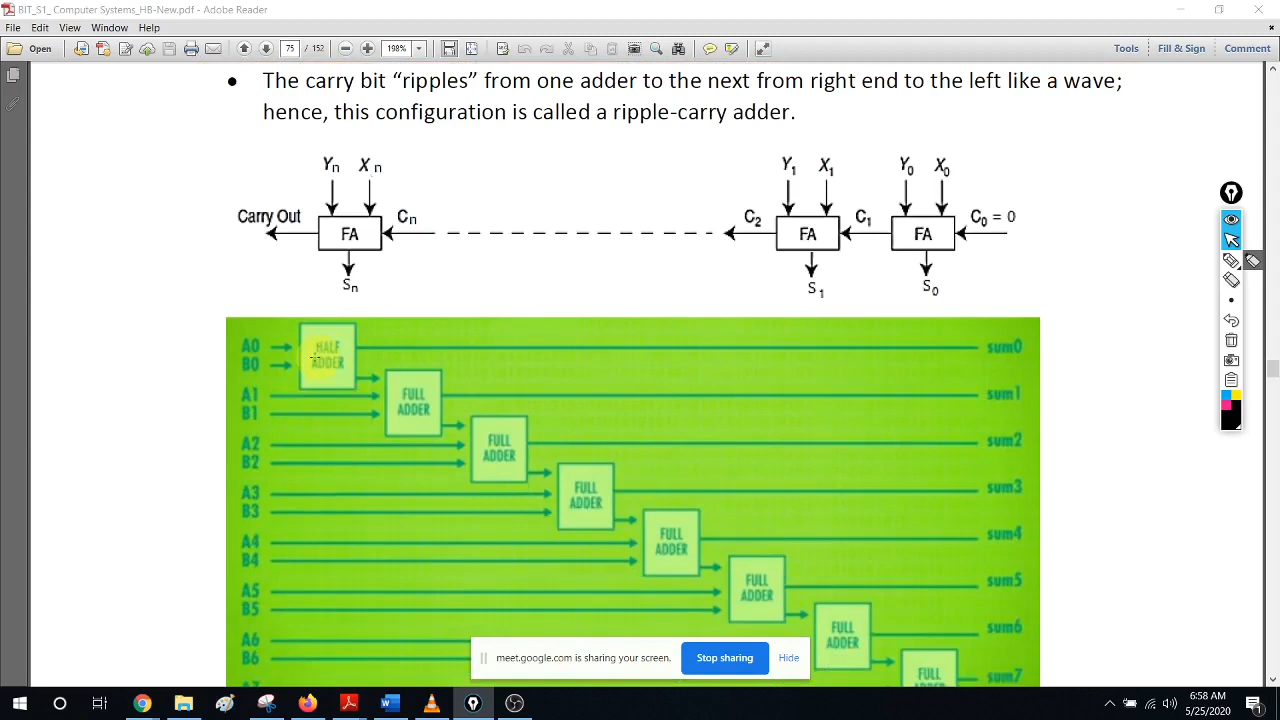 BIT_S1_ Computer Systems_HB-New.pdf - Adobe Reader
File Edit View Window Help
Open 75 / 152 198% Tools Fill & Sign Comment
• The carry bit “ripples” from one adder to the next from right end to the left like a wave;
hence, this configuration is called a ripple-carry adder.
Yn Xn Y1 X1 Y0 X0
Carry Out Cn C2 C1 C0 = 0
FA FA FA
Sn S1 S0
A0 HALF sum0
B0 ADDER
A1 FULL sum1
B1 ADDER
A2 FULL sum2
B2 ADDER
A3 FULL sum3
B3 ADDER
A4 FULL sum4
B4 ADDER
A5 FULL sum5
B5 ADDER
A6 FULL sum6
B6 ADDER
FULL sum7
meet.google.com is sharing your screen. Stop sharing Hide
6:58 AM
5/25/2020